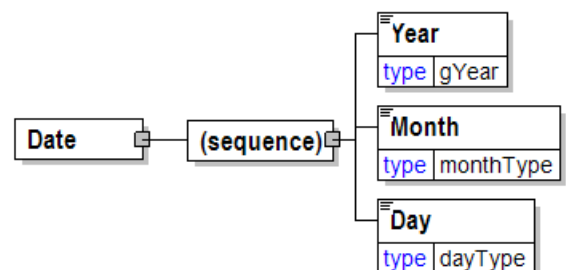 Date
(sequence)
Year
type gYear
Month
type monthType
Day
type dayType